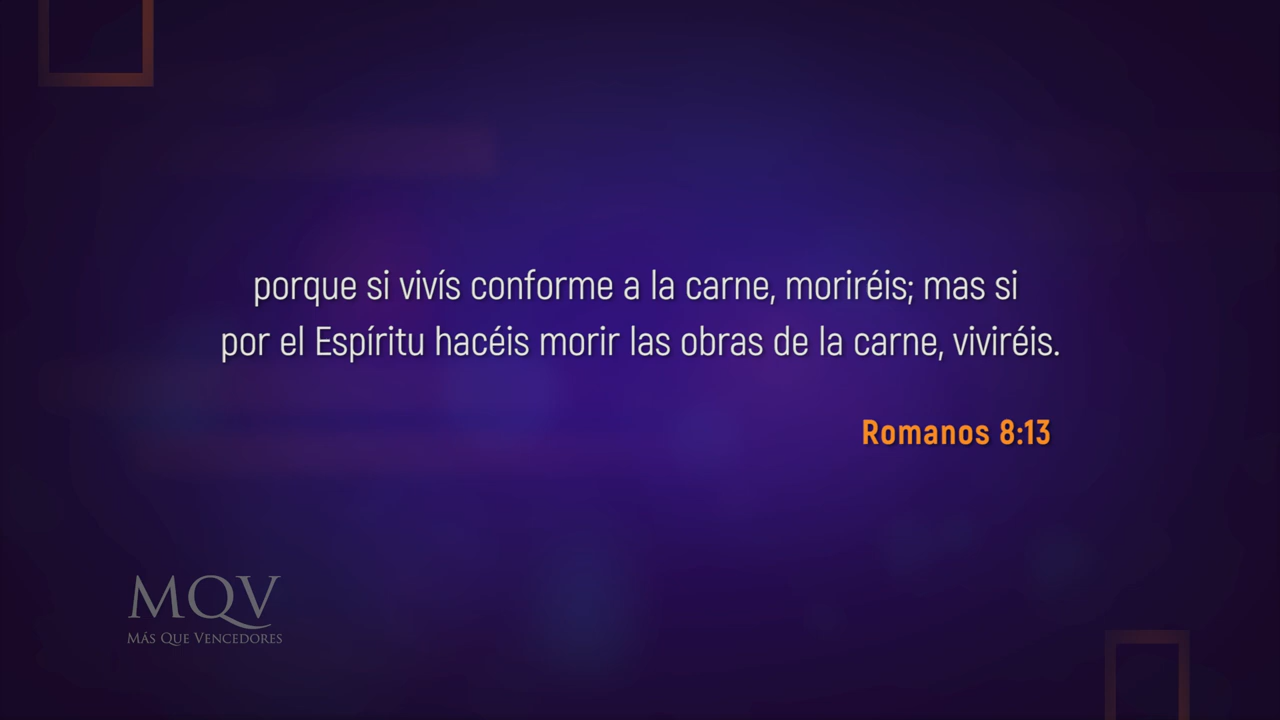 porque si vivís conforme a la carne, moriréis; mas si
por el Espíritu hacéis morir las obras de la carne, viviréis.
Romanos 8:13
MQV
MÁS QUE VENCEDORES